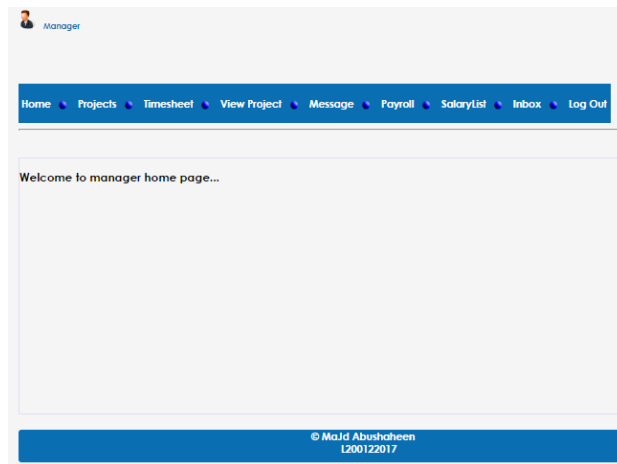 Manager
Home Projects Timesheet View Project Message Payroll SalaryList Inbox Log Out
Welcome to manager home page...
© MaJd Abushaheen
L200122017